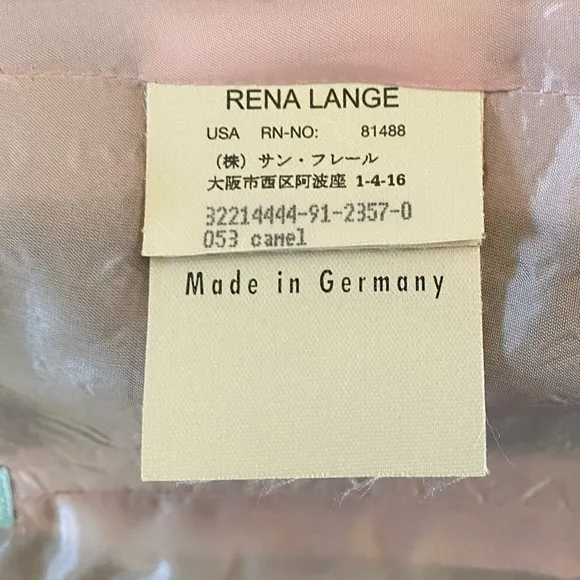 RENA LANGE
USA RN-NO: 81488
（株）サン・フレール
大阪市西区阿波座 1-4-16
32214444-91-2357-0
053 camel
Made in Germany